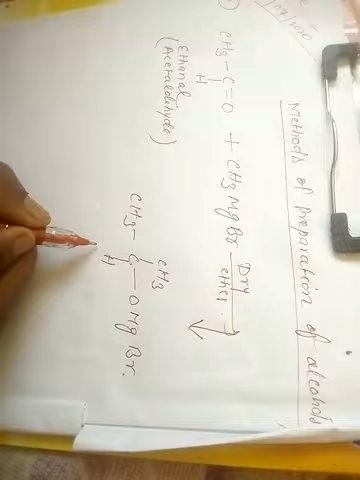 Methods of Preparation of alcohols
CH3-C=O + CH3MgBr Dry
H ether.
Ethanal
(Acetaldehyde)
CH3
CH3-C-OMgBr.
H